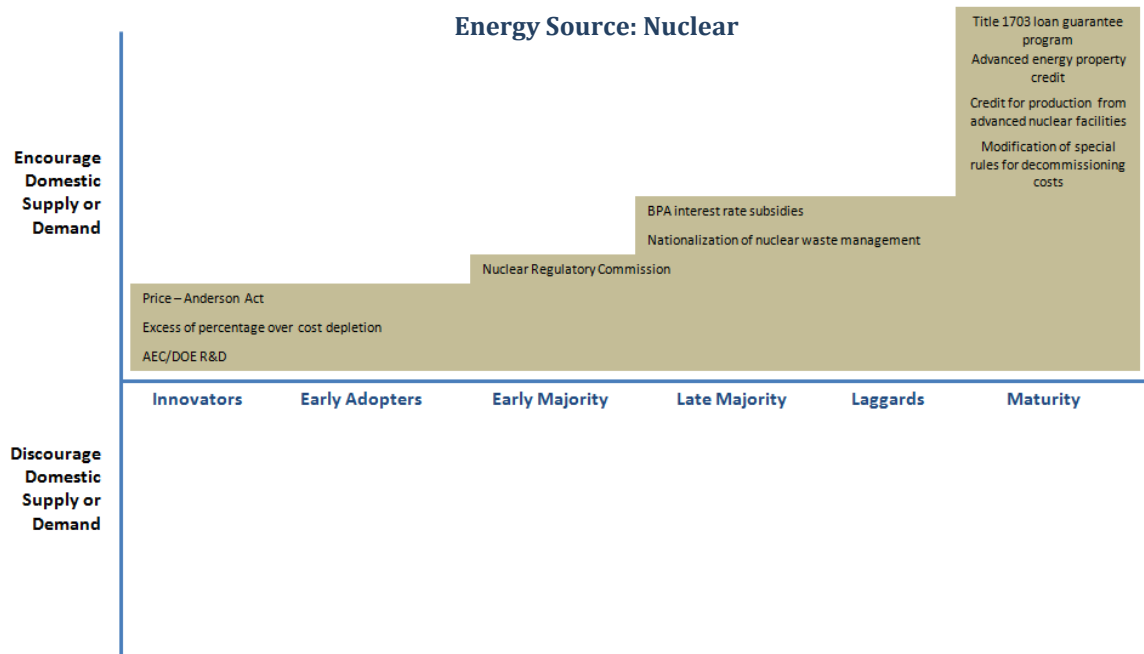 Energy Source: Nuclear
Title 1703 loan guarantee
program
Advanced energy property
credit
Credit for production from
advanced nuclear facilities
Modification of special
rules for decommissioning
costs
Encourage
Domestic
Supply or
Demand
BPA interest rate subsidies
Nationalization of nuclear waste management
Nuclear Regulatory Commission
Price – Anderson Act
Excess of percentage over cost depletion
AEC/DOE R&D
Innovators Early Adopters Early Majority Late Majority Laggards Maturity
Discourage
Domestic
Supply or
Demand